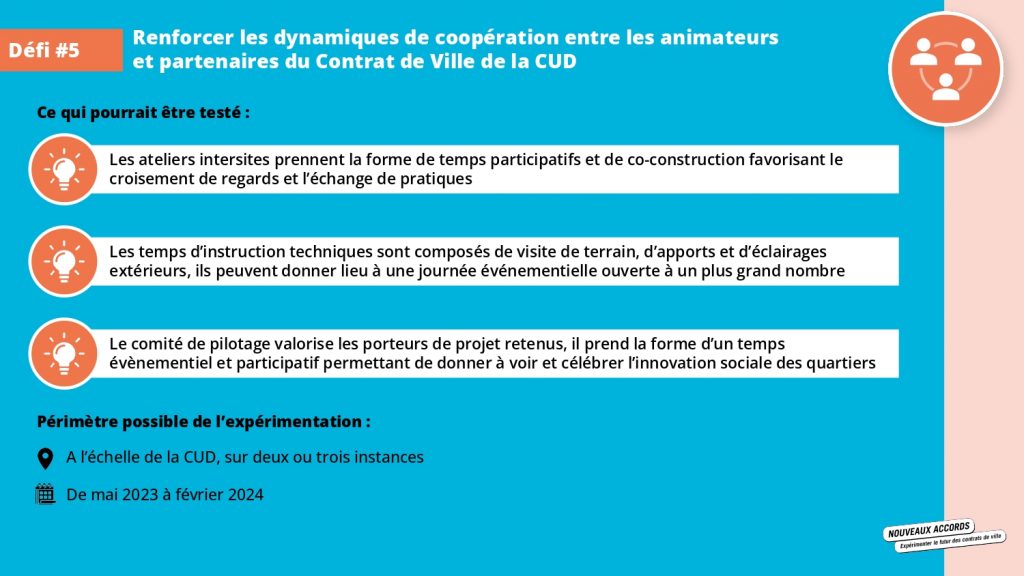 Défi #5
Renforcer les dynamiques de coopération entre les animateurs
et partenaires du Contrat de Ville de la CUD
Ce qui pourrait être testé :
Les ateliers intersites prennent la forme de temps participatifs et de co-construction favorisant le
croisement de regards et l’échange de pratiques
Les temps d’instruction techniques sont composés de visite de terrain, d’apports et d’éclairages
extérieurs, ils peuvent donner lieu à une journée événementielle ouverte à un plus grand nombre
Le comité de pilotage valorise les porteurs de projet retenus, il prend la forme d’un temps
évènementiel et participatif permettant de donner à voir et célébrer l’innovation sociale des quartiers
Périmètre possible de l’expérimentation :
A l’échelle de la CUD, sur deux ou trois instances
De mai 2023 à février 2024
NOUVEAUX ACCORDS
Expérimenter le futur des contrats de ville